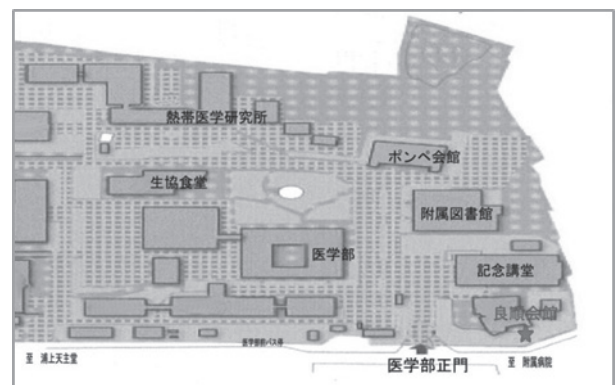 熱帯医学研究所
ポンペ会館
生協食堂
附属図書館
医学部
記念講堂
良順会館
医学部前バス停
至 浦上天主堂
医学部正門
至 附属病院